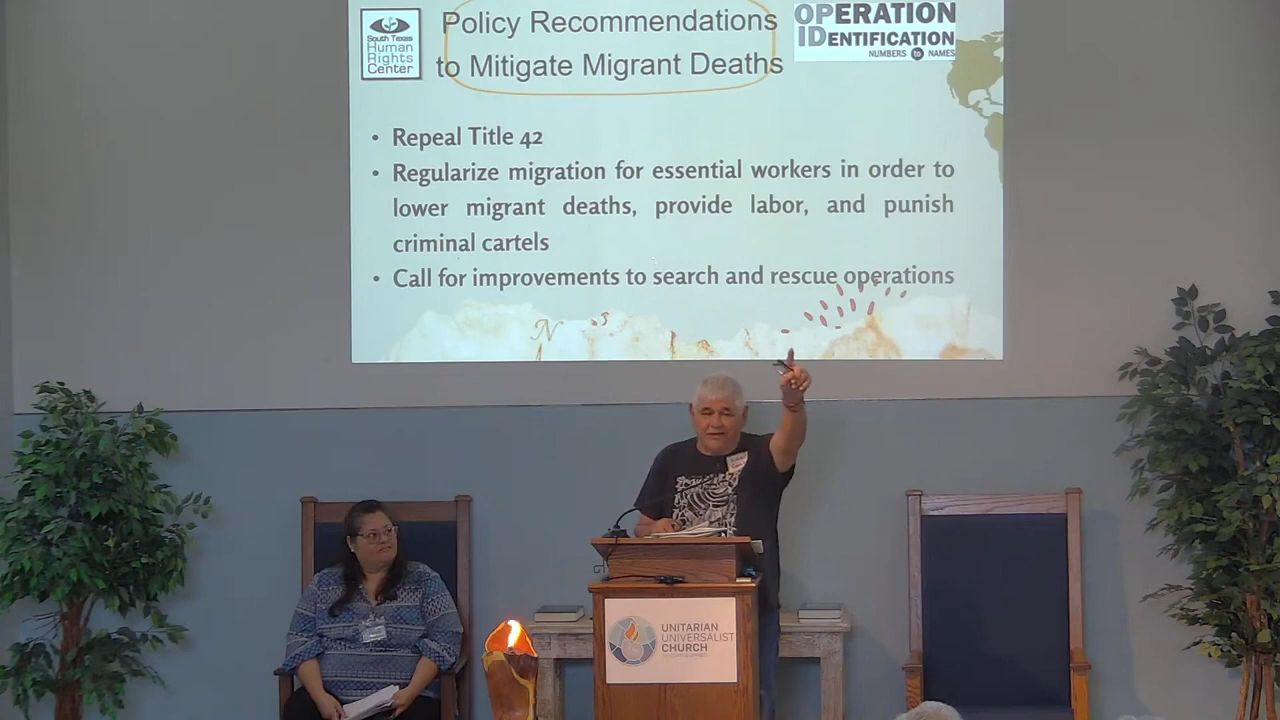 South Texas
Human
Rights
Center
Policy Recommendations
to Mitigate Migrant Deaths
OPERATION
IDENTIFICATION
NUMBERS to NAMES
• Repeal Title 42
• Regularize migration for essential workers in order to
lower migrant deaths, provide labor, and punish
criminal cartels
• Call for improvements to search and rescue operations
N
UNITARIAN
UNIVERSALIST
CHURCH